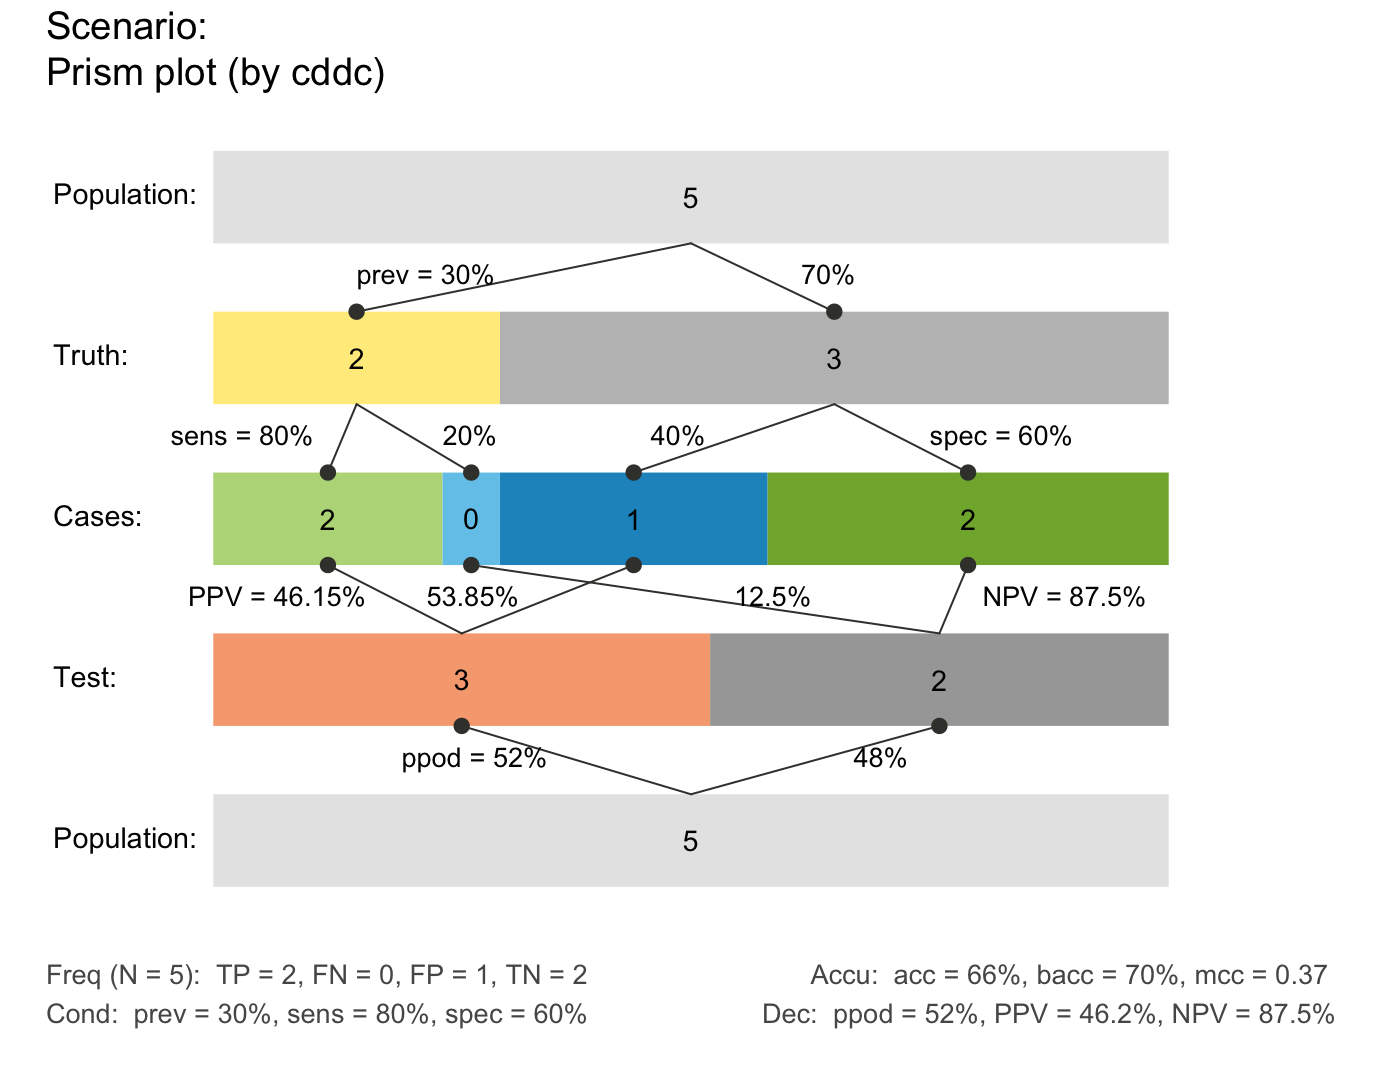 Scenario:
Prism plot (by cddc)
Population:
5
prev = 30%
70%
Truth:
2
3
sens = 80%
20%
40%
spec = 60%
Cases:
2
0
1
2
PPV = 46.15%
53.85%
12.5%
NPV = 87.5%
Test:
3
2
ppod = 52%
48%
Population:
5
Freq (N = 5):  TP = 2, FN = 0, FP = 1, TN = 2
Accu:  acc = 66%, bacc = 70%, mcc = 0.37
Cond:  prev = 30%, sens = 80%, spec = 60%
Dec:  ppod = 52%, PPV = 46.2%, NPV = 87.5%